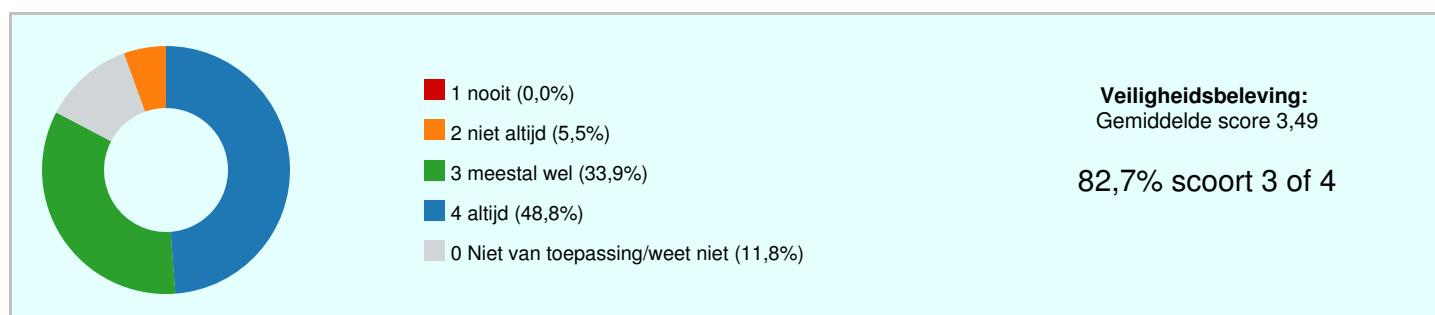 1 nooit (0,0%)
2 niet altijd (5,5%)
3 meestal wel (33,9%)
4 altijd (48,8%)
0 Niet van toepassing/weet niet (11,8%)
Veiligheidsbeleving:
Gemiddelde score 3,49
82,7% scoort 3 of 4